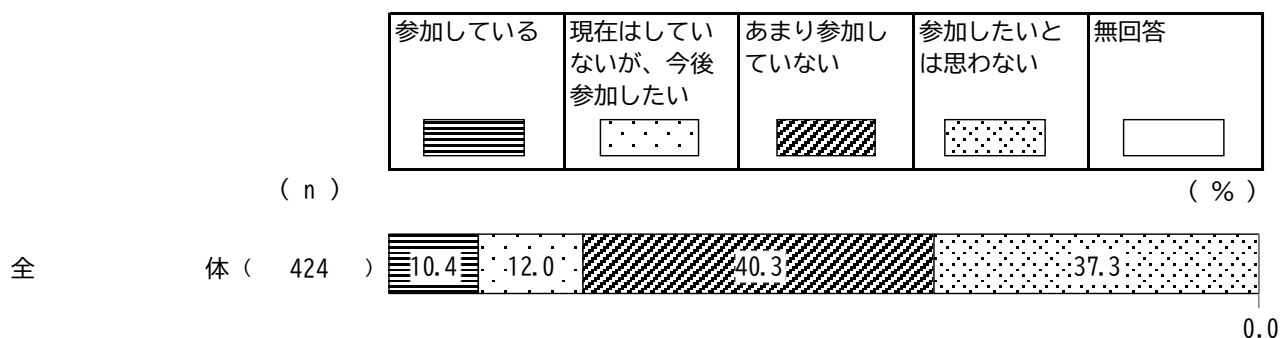 参加している
現在はしてい
ないが、今後
参加したい
あまり参加し
ていない
参加したいと
は思わない
無回答
( n )
( % )
全 体 ( 424 ) 10.4 12.0 40.3 37.3
0.0